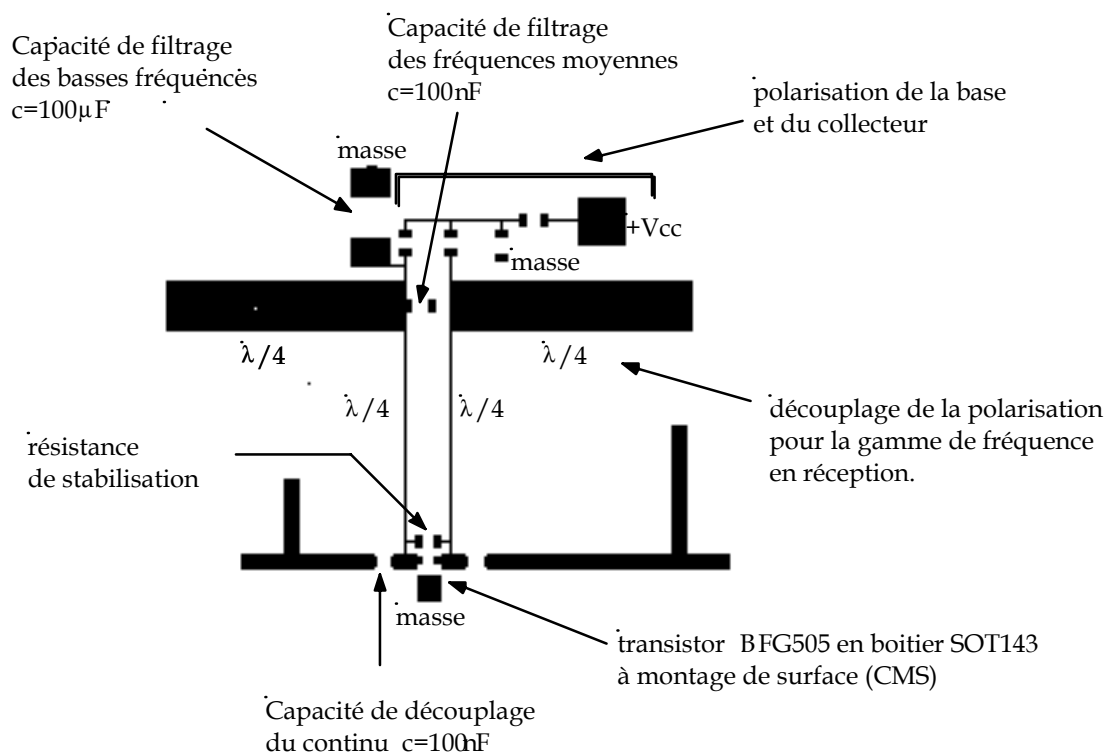 Capacité de filtrage
des basses fréquences
c=100µF
Capacité de filtrage
des fréquences moyennes
c=100nF
polarisation de la base
et du collecteur
masse
+Vcc
masse
λ/4
λ/4
λ/4
λ/4
découplage de la polarisation
pour la gamme de fréquence
en réception.
résistance
de stabilisation
masse
transistor BFG505 en boitier SOT143
à montage de surface (CMS)
Capacité de découplage
du continu c=100nF